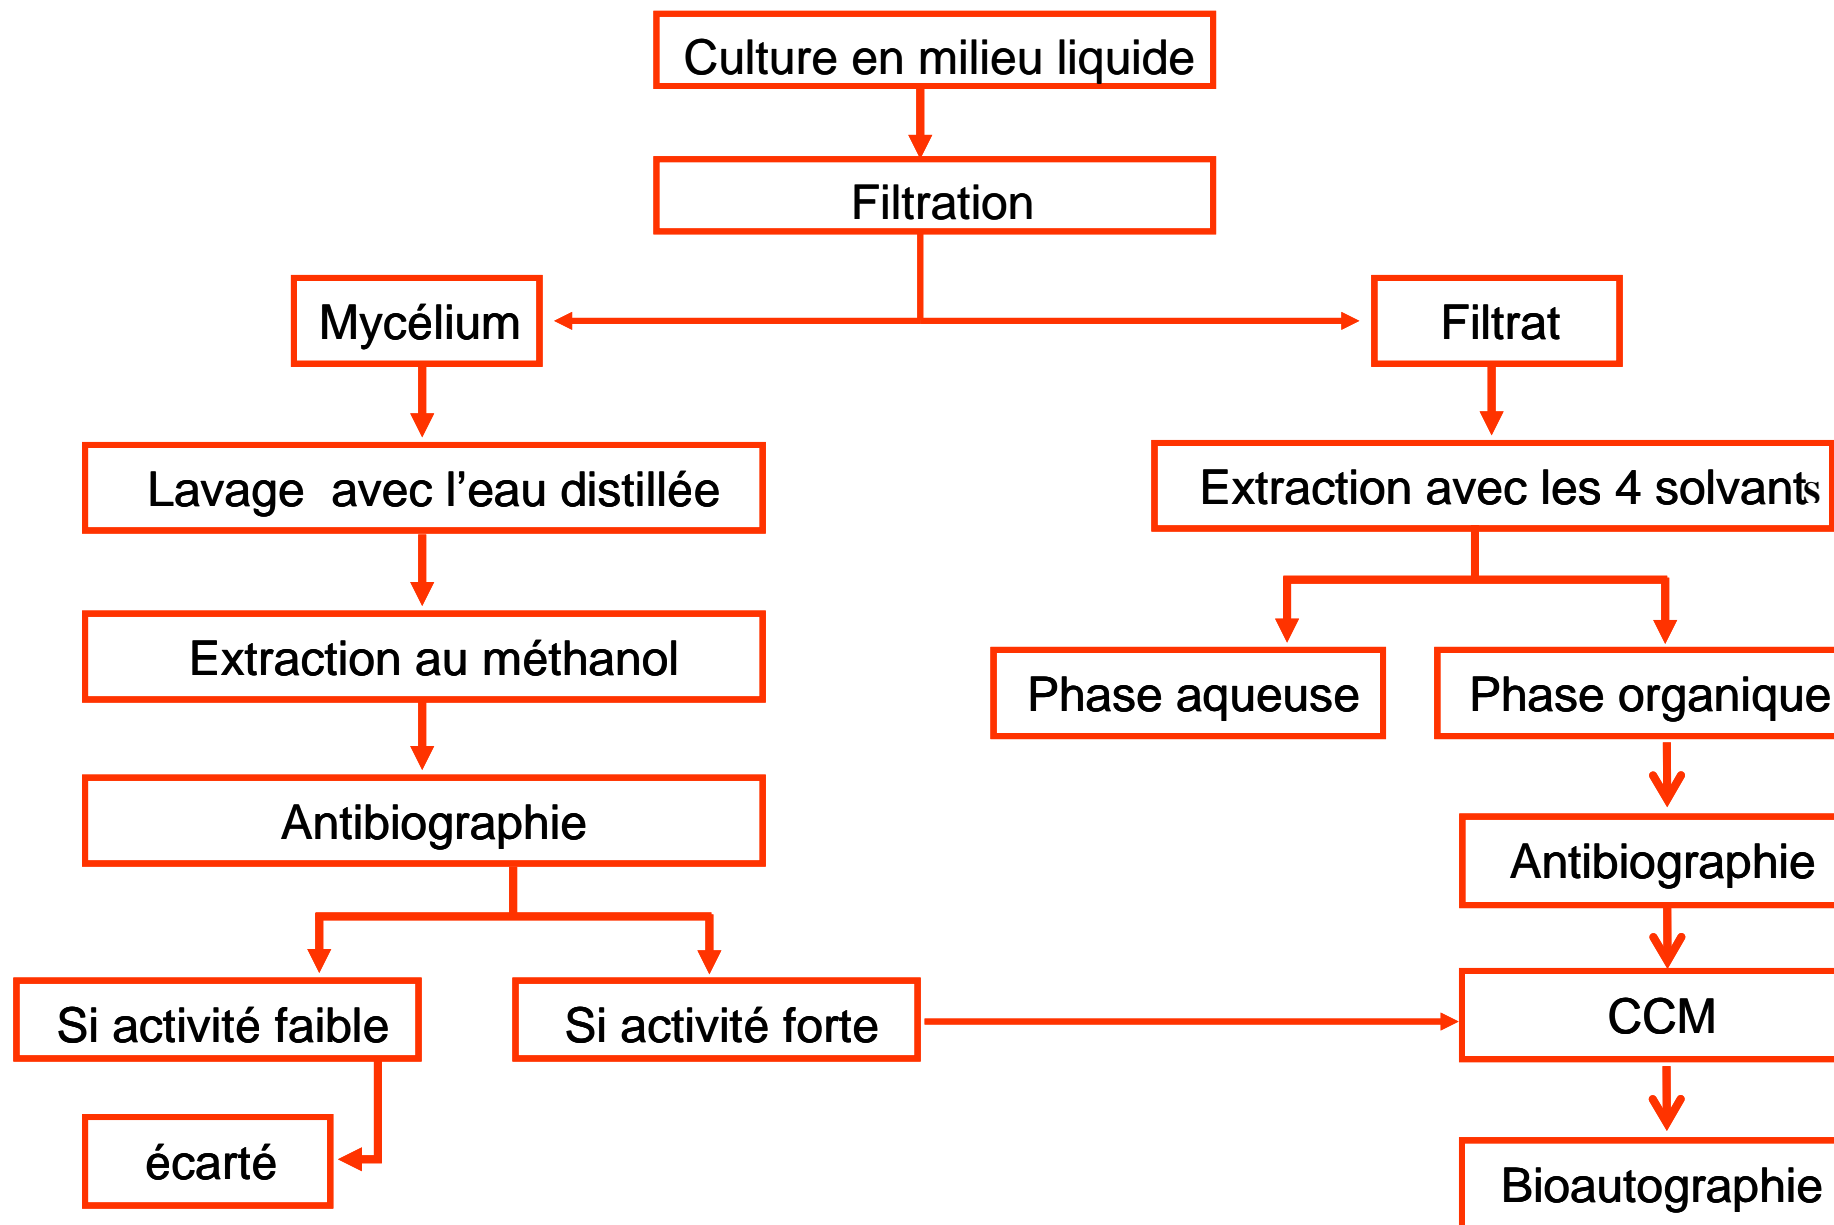 Culture en milieu liquide
Filtration
Mycélium
Filtrat
Lavage avec l’eau distillée
Extraction avec les 4 solvants
Extraction au méthanol
Phase aqueuse
Phase organique
Antibiographie
Antibiographie
Si activité faible
Si activité forte
CCM
écarté
Bioautographie